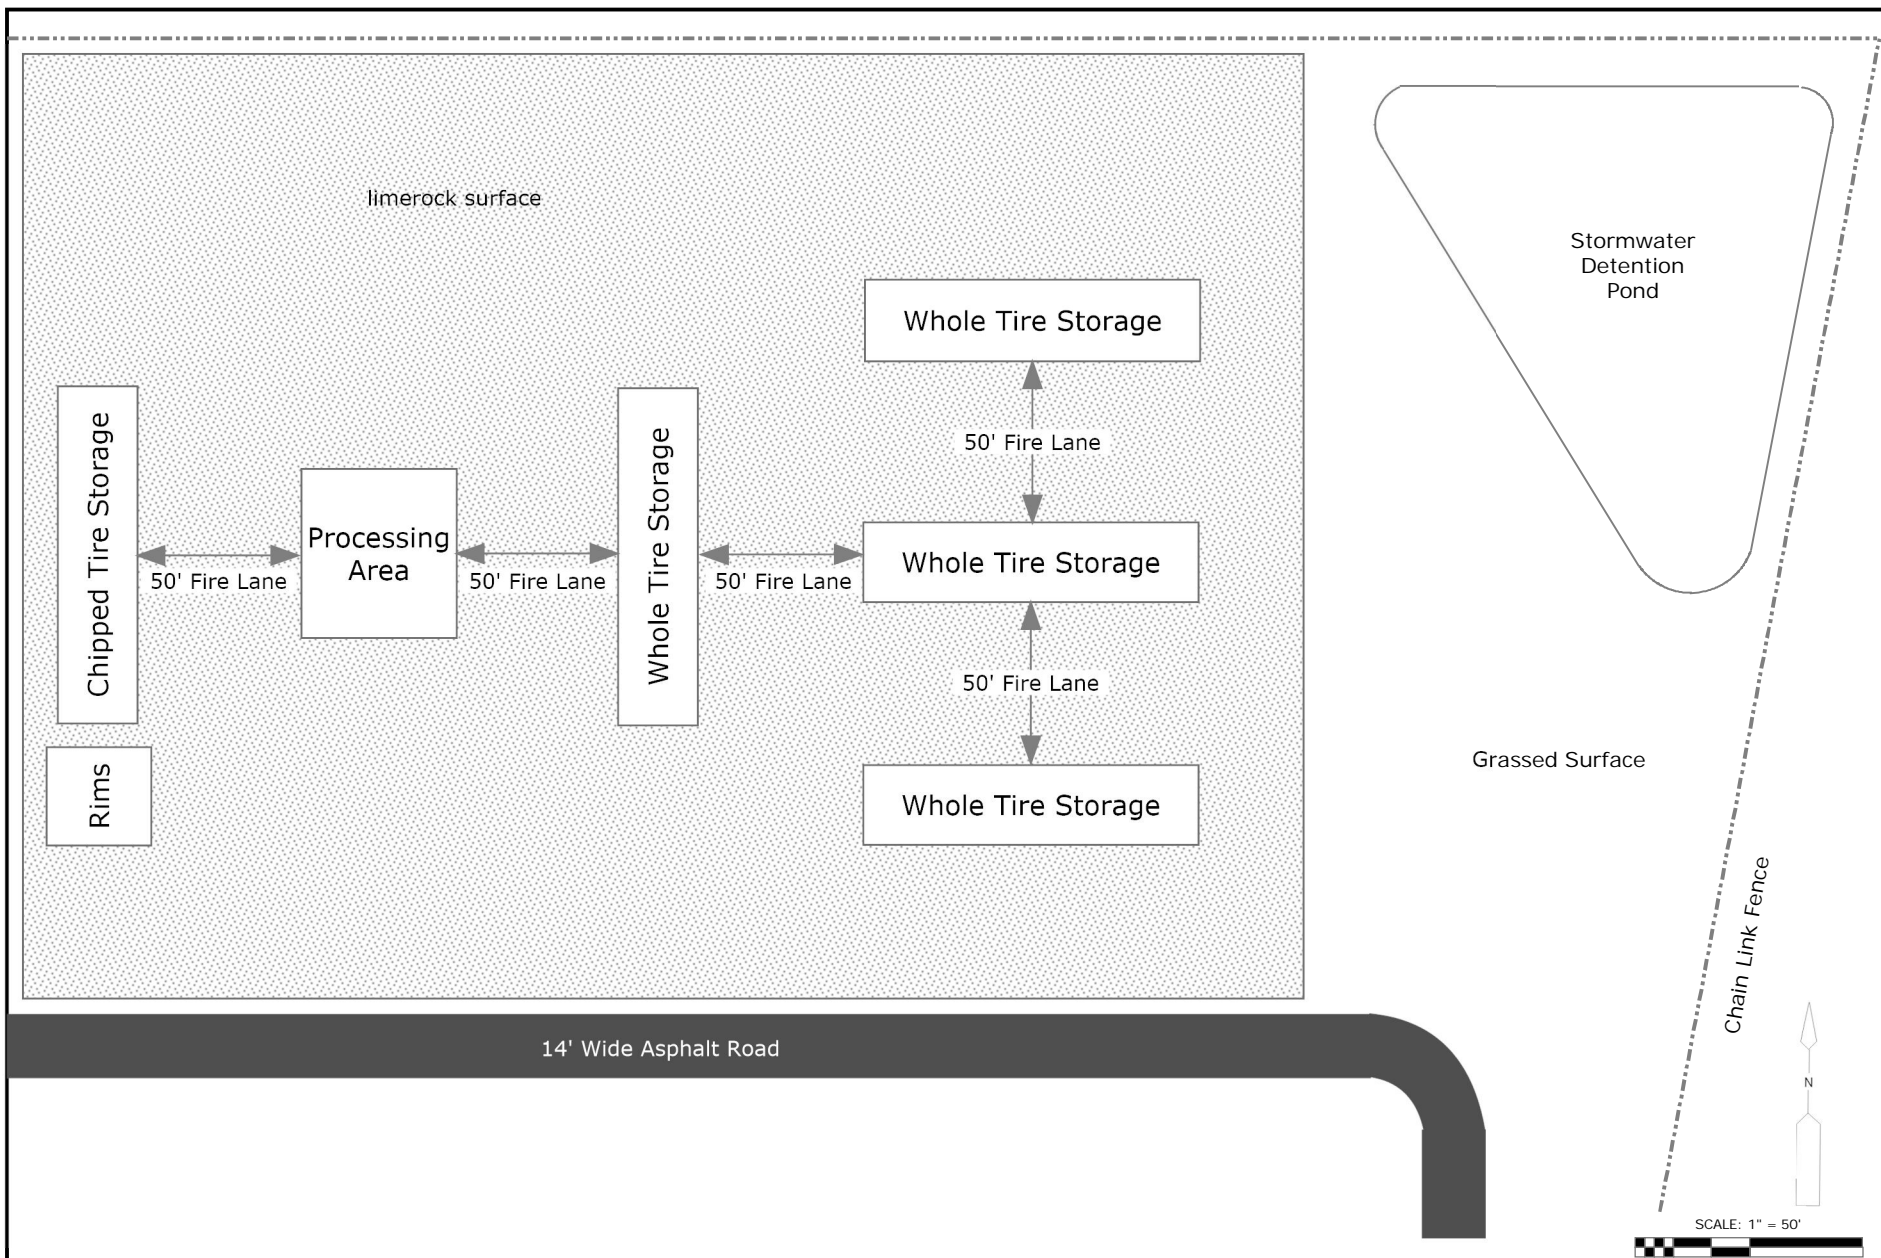 limerock surface
Stormwater
Detention
Pond
Whole Tire Storage
50' Fire Lane
Chipped Tire Storage
50' Fire Lane
Processing
Area
50' Fire Lane
Whole Tire Storage
50' Fire Lane
Whole Tire Storage
50' Fire Lane
Rims
Whole Tire Storage
Grassed Surface
Chain Link Fence
14' Wide Asphalt Road
N
SCALE: 1" = 50'